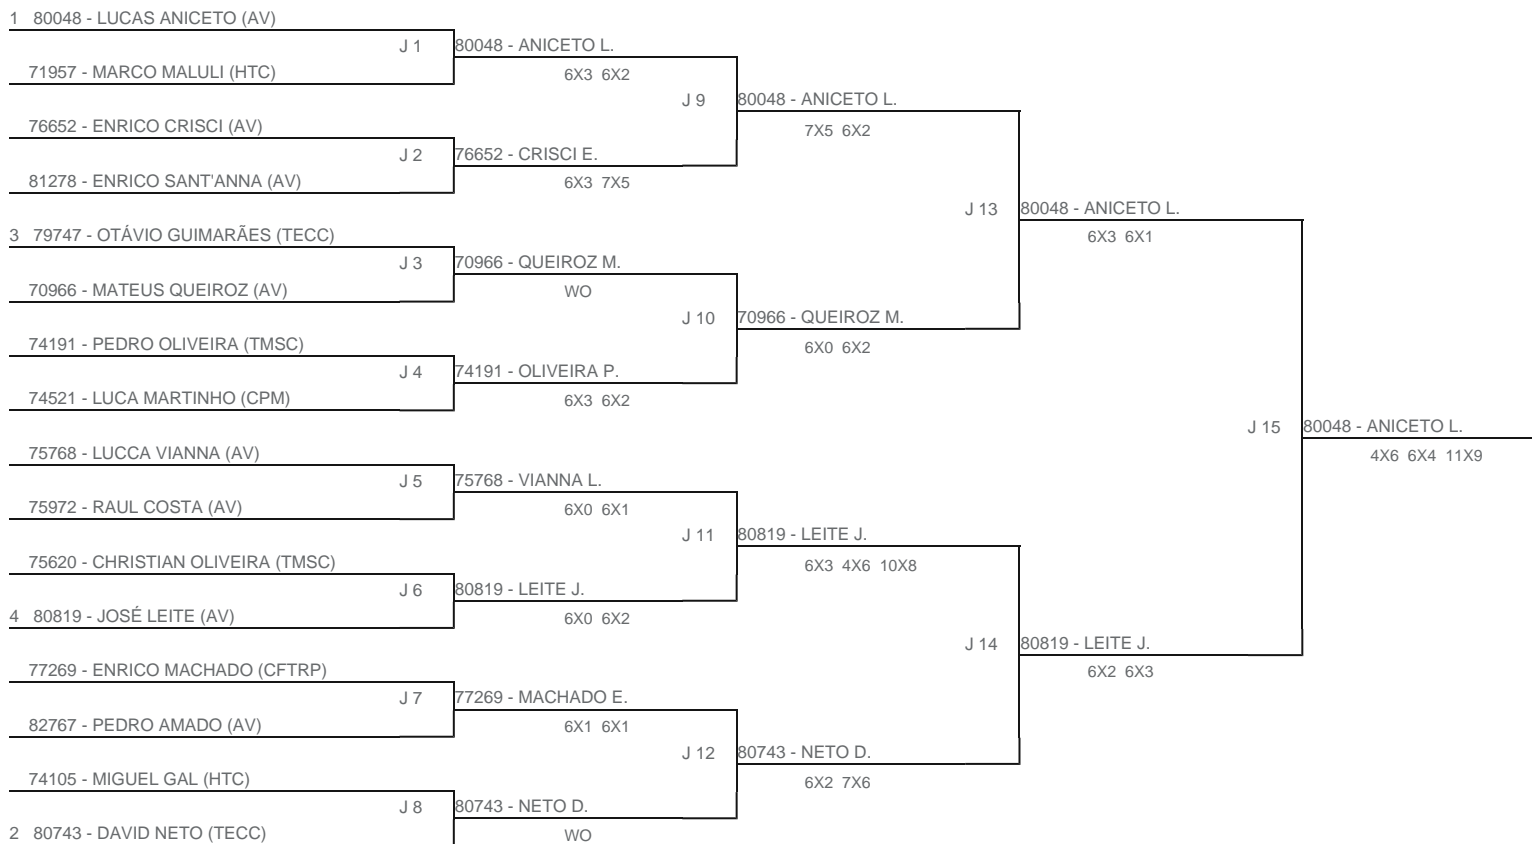 1 80048 - LUCAS ANICETO (AV)
J 1
80048 - ANICETO L.
71957 - MARCO MALULI (HTC)
6X3 6X2
J 9
80048 - ANICETO L.
76652 - ENRICO CRISCI (AV)
7X5 6X2
J 2
76652 - CRISCI E.
81278 - ENRICO SANT'ANNA (AV)
6X3 7X5
J 13
80048 - ANICETO L.
3 79747 - OTÁVIO GUIMARÃES (TECC)
6X3 6X1
J 3
70966 - QUEIROZ M.
70966 - MATEUS QUEIROZ (AV)
WO
J 10
70966 - QUEIROZ M.
74191 - PEDRO OLIVEIRA (TMSC)
6X0 6X2
J 4
74191 - OLIVEIRA P.
74521 - LUCA MARTINHO (CPM)
6X3 6X2
J 15
80048 - ANICETO L.
75768 - LUCCA VIANNA (AV)
4X6 6X4 11X9
J 5
75768 - VIANNA L.
75972 - RAUL COSTA (AV)
6X0 6X1
J 11
80819 - LEITE J.
75620 - CHRISTIAN OLIVEIRA (TMSC)
6X3 4X6 10X8
J 6
80819 - LEITE J.
4 80819 - JOSÉ LEITE (AV)
6X0 6X2
J 14
80819 - LEITE J.
77269 - ENRICO MACHADO (CFTRP)
6X2 6X3
J 7
77269 - MACHADO E.
82767 - PEDRO AMADO (AV)
6X1 6X1
J 12
80743 - NETO D.
74105 - MIGUEL GAL (HTC)
6X2 7X6
J 8
80743 - NETO D.
2 80743 - DAVID NETO (TECC)
WO